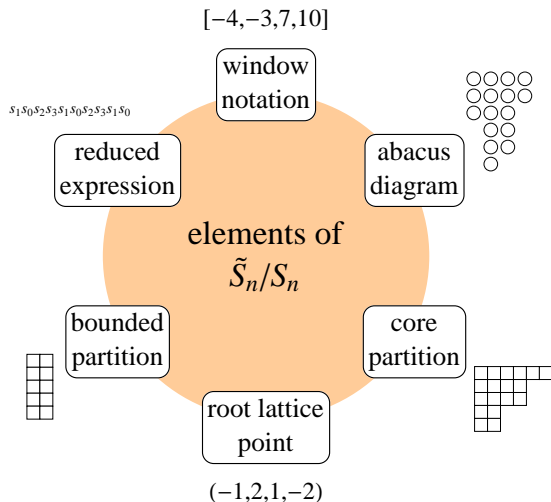 [−4,−3,7,10]
window
notation
s₁s₀s₂s₃s₁s₀s₂s₃s₁s₀
reduced
expression
abacus
diagram
elements of
S̃ₙ/Sₙ
bounded
partition
core
partition
root lattice
point
(−1,2,1,−2)